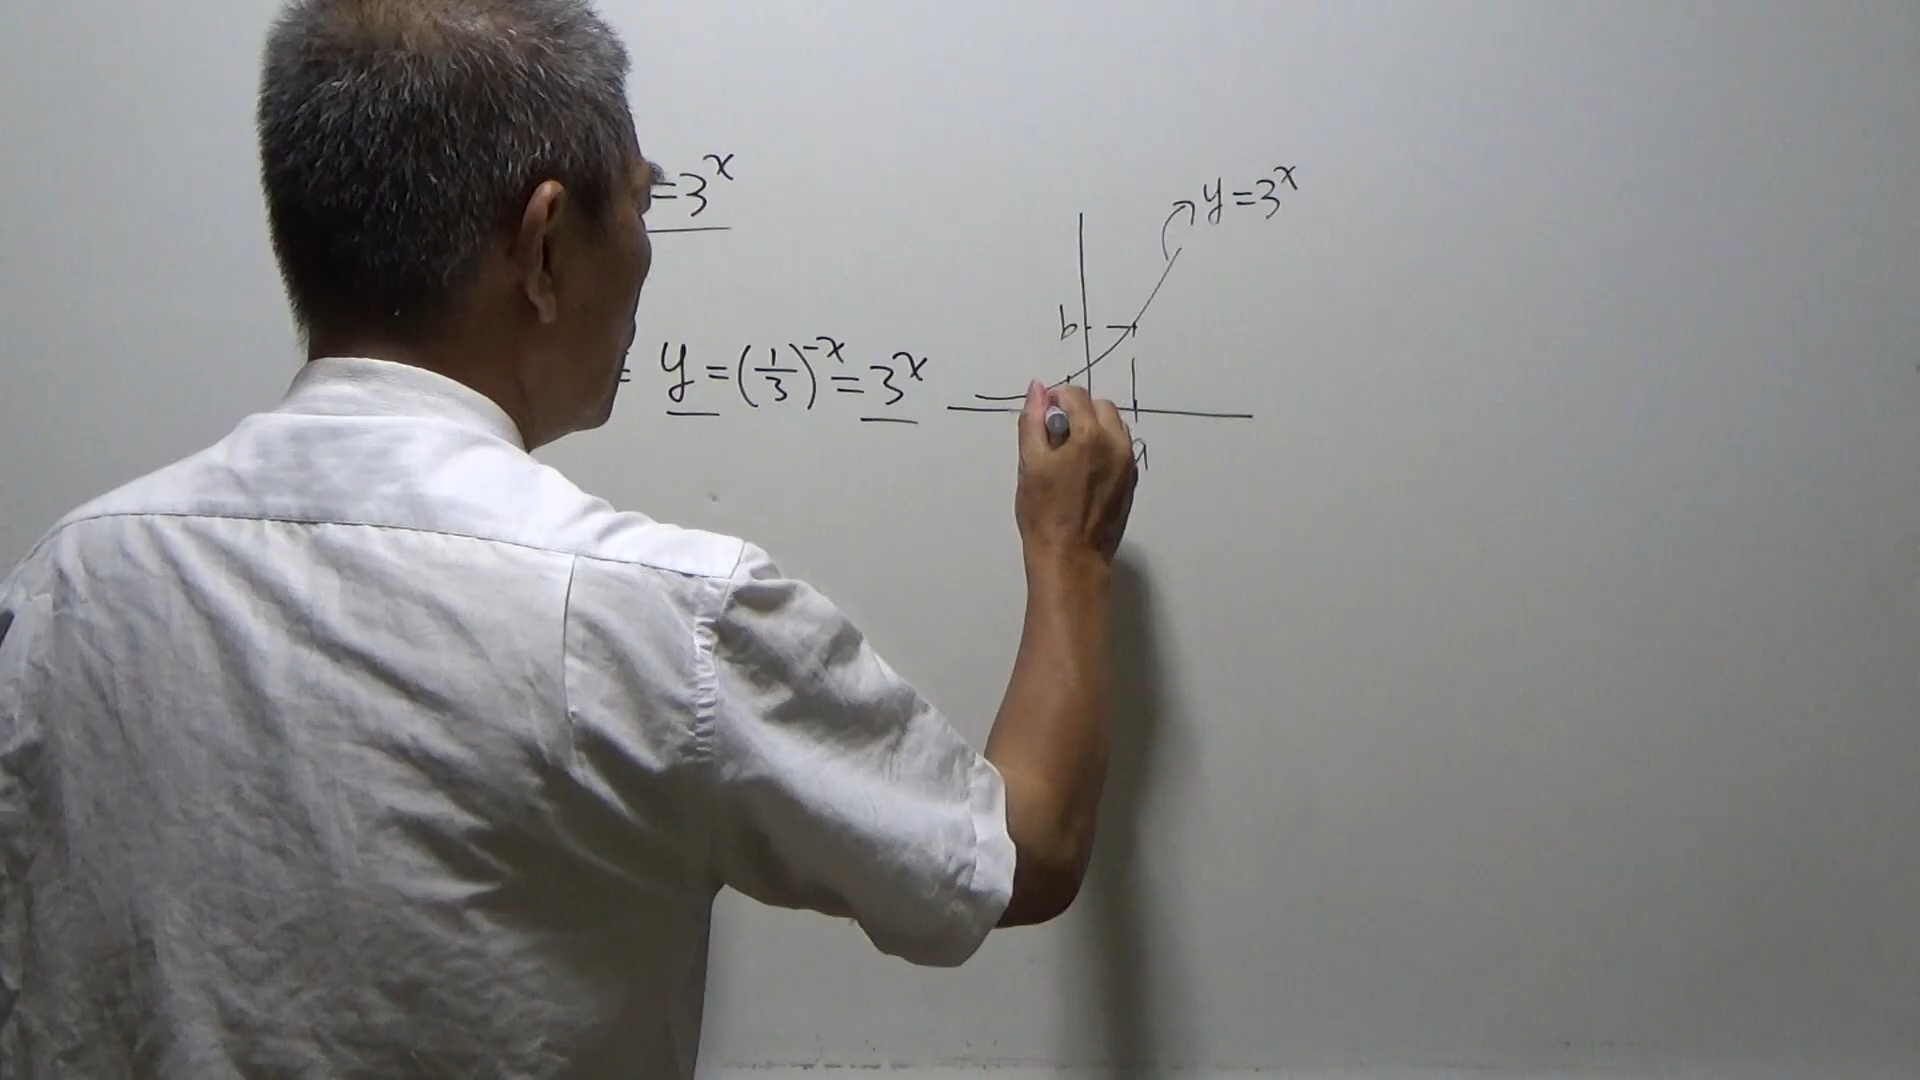 =3^x
y=3^x
= y=(1/3)^-x=3^x
b
a